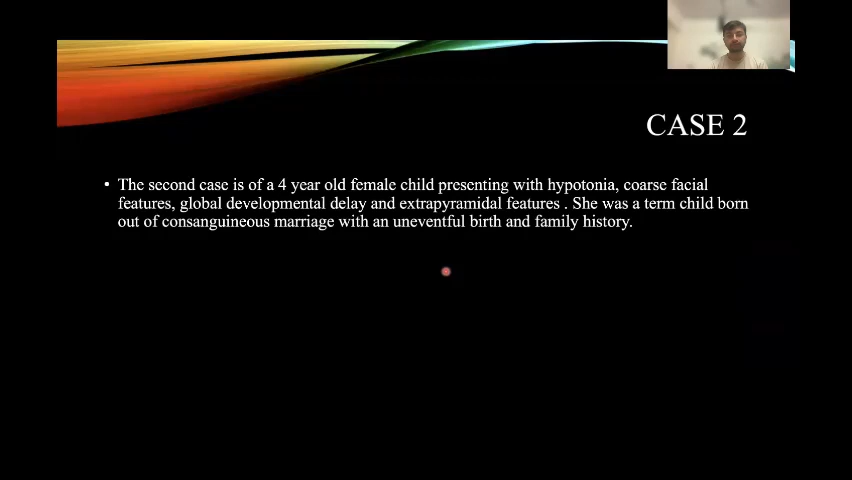 CASE 2
• The second case is of a 4 year old female child presenting with hypotonia, coarse facial
features, global developmental delay and extrapyramidal features . She was a term child born
out of consanguineous marriage with an uneventful birth and family history.